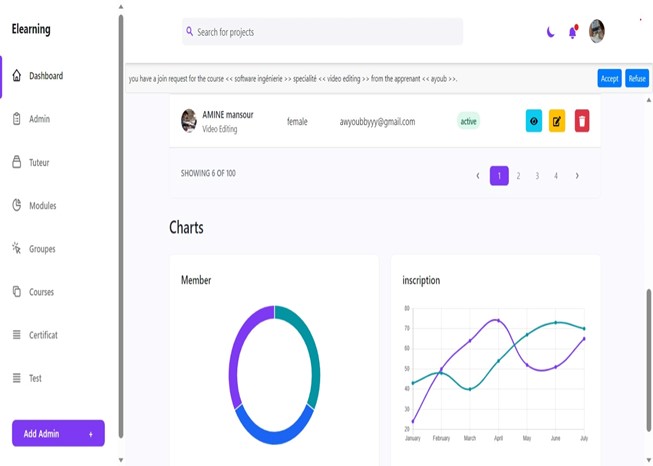 Elearning
Search for projects
Dashboard
you have a join request for the course << software ingénierie >> specialité << video editing >> from the apprenant << ayoub >>.
Accept
Refuse
Admin
AMINE mansour
Video Editing
female
awyoubbyyy@gmail.com
active
Tuteur
SHOWING 6 OF 100
‹ 1 2 3 4 ›
Modules
Groupes
Charts
Courses
Member
inscription
Certificat
Test
Add Admin +
80
70
60
50
40
30
20
January February March April May June July